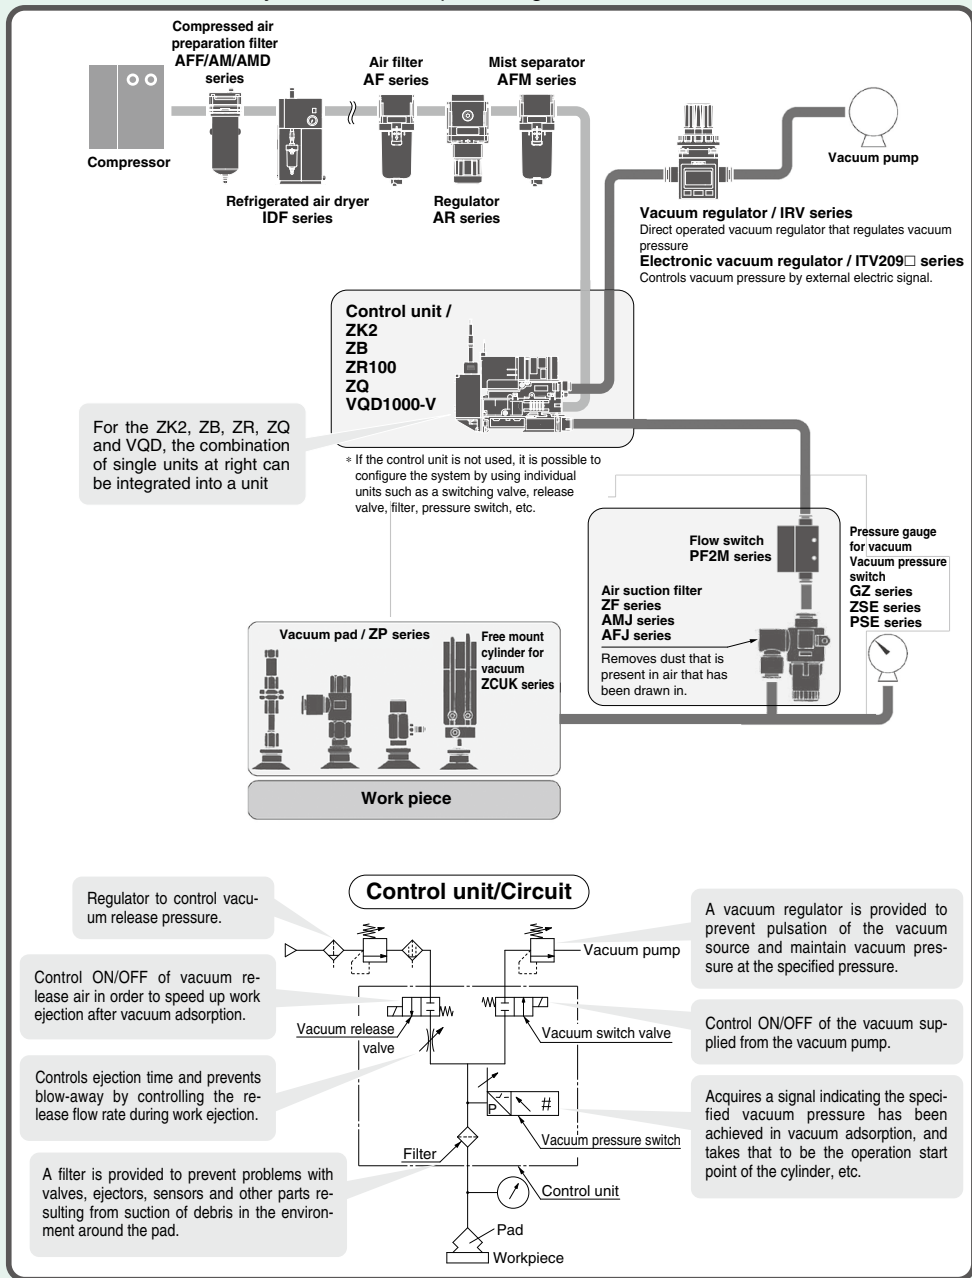 Compressed air
preparation filter
AFF/AM/AMD
series
Air filter
AF series
Mist separator
AFM series
Compressor
Refrigerated air dryer
IDF series
Regulator
AR series
Vacuum pump
Vacuum regulator / IRV series
Direct operated vacuum regulator that regulates vacuum
pressure
Electronic vacuum regulator / ITV209□ series
Controls vacuum pressure by external electric signal.
Control unit /
ZK2
ZB
ZR100
ZQ
VQD1000-V
For the ZK2, ZB, ZR, ZQ
and VQD, the combination
of single units at right can
be integrated into a unit
* If the control unit is not used, it is possible to
configure the system by using individual
units such as a switching valve, release
valve, filter, pressure switch, etc.
Flow switch
PF2M series
Pressure gauge
for vacuum
Vacuum pressure
switch
GZ series
ZSE series
PSE series
Air suction filter
ZF series
AMJ series
AFJ series
Removes dust that is
present in air that has
been drawn in.
Vacuum pad / ZP series
Free mount
cylinder for
vacuum
ZCUK series
Work piece
Control unit/Circuit
Regulator to control vacu-
um release pressure.
Control ON/OFF of vacuum re-
lease air in order to speed up work
ejection after vacuum adsorption.
Controls ejection time and prevents
blow-away by controlling the re-
lease flow rate during work ejection.
A filter is provided to prevent problems with
valves, ejectors, sensors and other parts re-
sulting from suction of debris in the environ-
ment around the pad.
Vacuum pump
Vacuum release
valve
Vacuum switch valve
P
#
Vacuum pressure switch
Filter
Control unit
Pad
Workpiece
A vacuum regulator is provided to
prevent pulsation of the vacuum
source and maintain vacuum pres-
sure at the specified pressure.
Control ON/OFF of the vacuum sup-
plied from the vacuum pump.
Acquires a signal indicating the speci-
fied vacuum pressure has been
achieved in vacuum adsorption, and
takes that to be the operation start
point of the cylinder, etc.